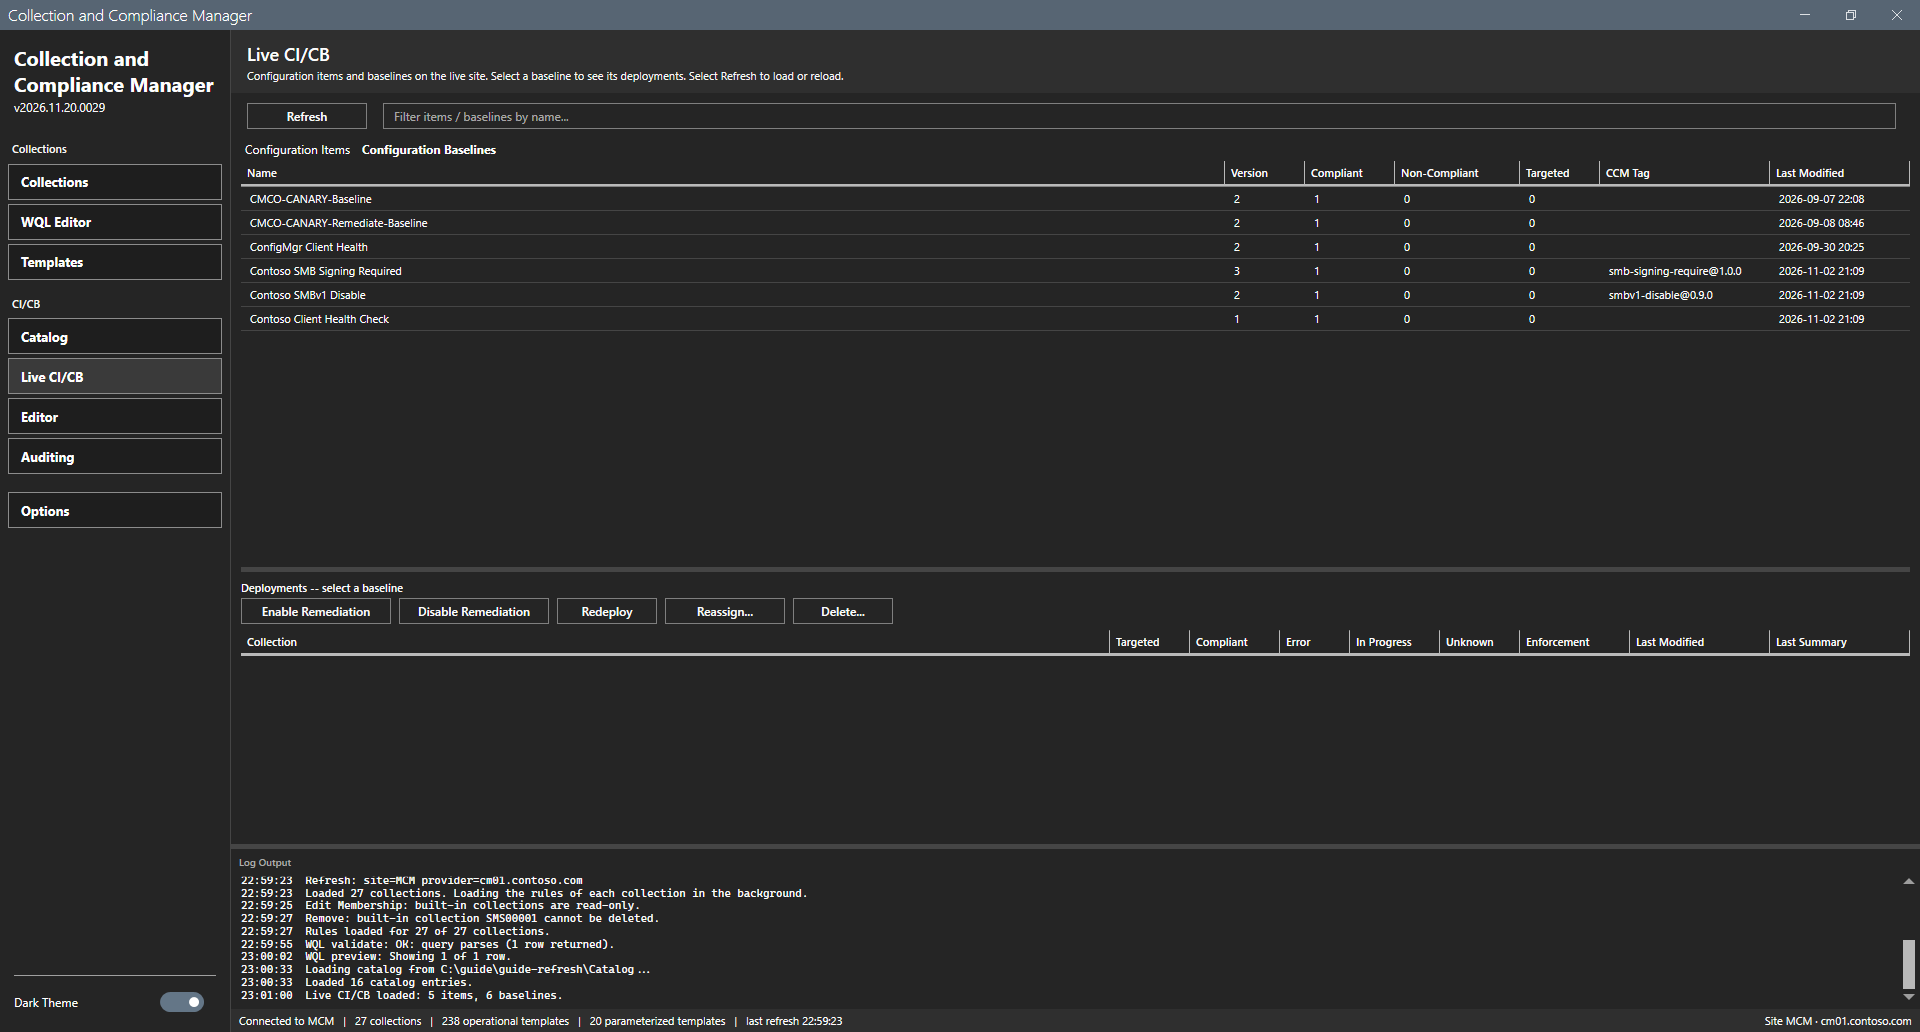 Collection and Compliance Manager
Collection and
Compliance Manager
v2026.11.20.0029
Collections
Collections
WQL Editor
Templates
CI/CB
Catalog
Live CI/CB
Editor
Auditing
Options
Dark Theme
Live CI/CB
Configuration items and baselines on the live site. Select a baseline to see its deployments. Select Refresh to load or reload.
Refresh
Filter items / baselines by name...
Configuration Items Configuration Baselines
Name Version Compliant Non-Compliant Targeted CCM Tag Last Modified
CMCO-CANARY-Baseline 2 1 0 0 2026-09-07 22:08
CMCO-CANARY-Remediate-Baseline 2 1 0 0 2026-09-08 08:46
ConfigMgr Client Health 2 1 0 0 2026-09-30 20:25
Contoso SMB Signing Required 3 1 0 0 smb-signing-require@1.0.0 2026-11-02 21:09
Contoso SMBv1 Disable 2 1 0 0 smbv1-disable@0.9.0 2026-11-02 21:09
Contoso Client Health Check 1 1 0 0 2026-11-02 21:09
Deployments -- select a baseline
Enable Remediation Disable Remediation Redeploy Reassign... Delete...
Collection Targeted Compliant Error In Progress Unknown Enforcement Last Modified Last Summary
Log Output
22:59:23 Refresh: site=MCM provider=cm01.contoso.com
22:59:23 Loaded 27 collections. Loading the rules of each collection in the background.
22:59:25 Edit Membership: built-in collections are read-only.
22:59:27 Remove: built-in collection SMS00001 cannot be deleted.
22:59:27 Rules loaded for 27 of 27 collections.
22:59:55 WQL validate: OK: query parses (1 row returned).
23:00:02 WQL preview: Showing 1 of 1 row.
23:00:33 Loading catalog from C:\guide\guide-refresh\Catalog...
23:00:33 Loaded 16 catalog entries.
23:01:00 Live CI/CB loaded: 5 items, 6 baselines.
Connected to MCM | 27 collections | 238 operational templates | 20 parameterized templates | last refresh 22:59:23
Site MCM · cm01.contoso.com